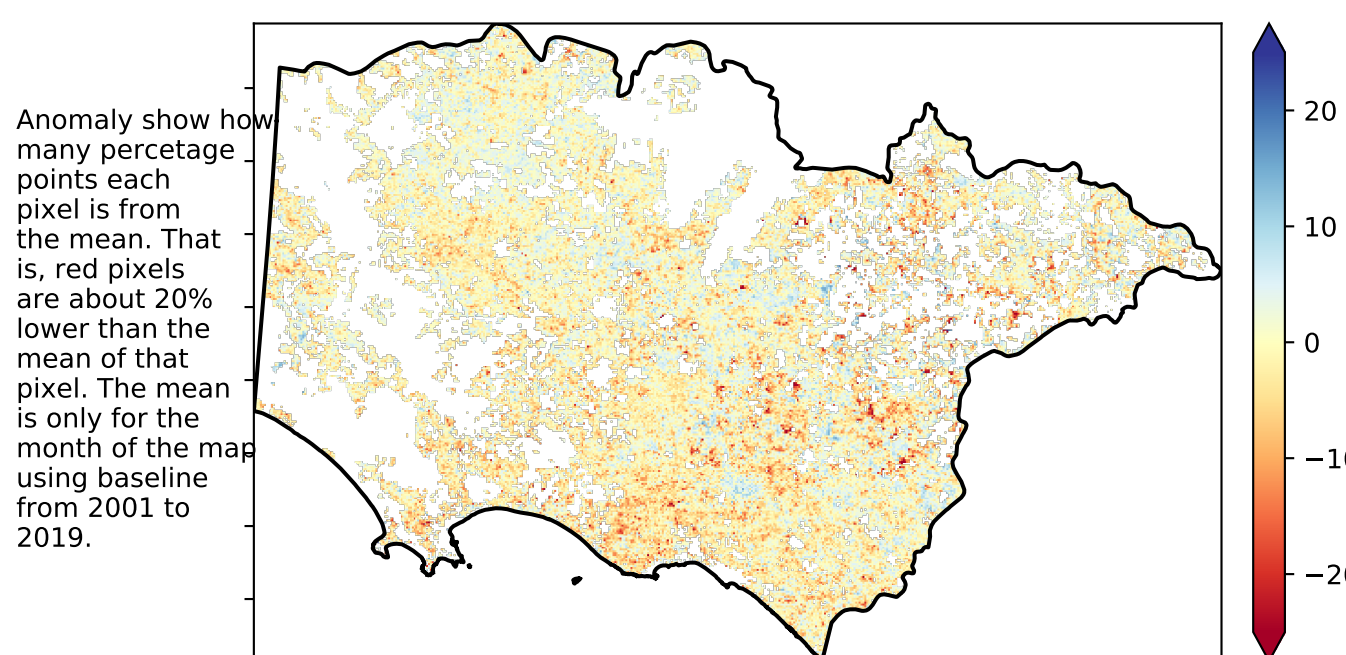 Anomaly show how
many percetage
points each
pixel is from
the mean. That
is, red pixels
are about 20%
lower than the
mean of that
pixel. The mean
is only for the
month of the map
using baseline
from 2001 to
2019.
20
10
0
−10
−20